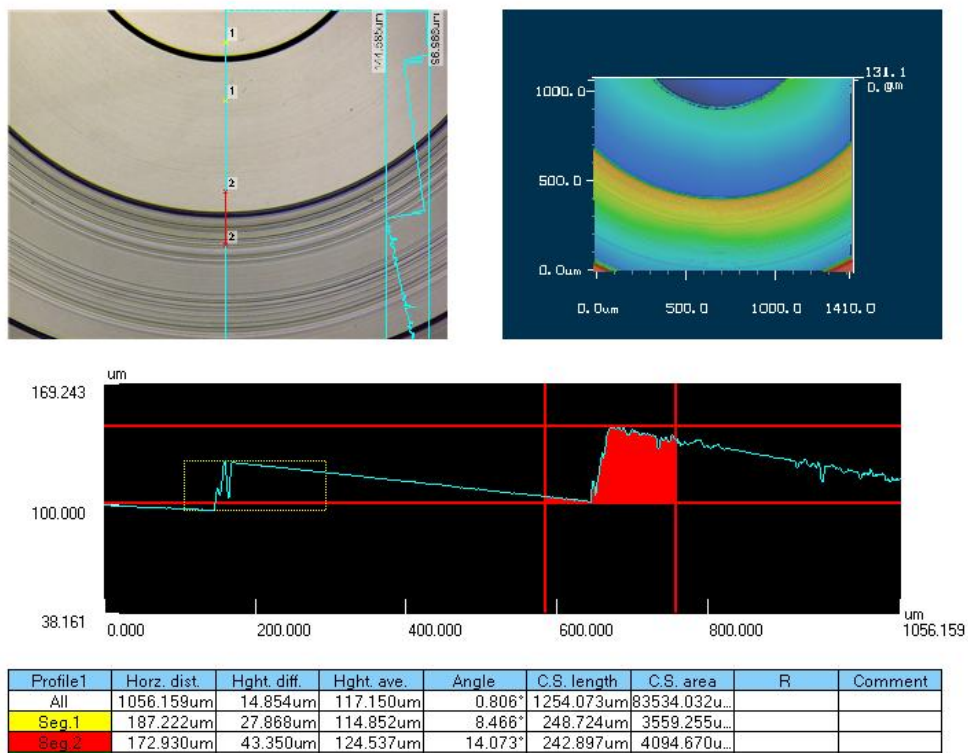 1
1
2
2
131.1
0.0um
1000.0
500.0
0.0um
0.0um 500.0 1000.0 1410.0
um
169.243
100.000
38.161
0.000 200.000 400.000 600.000 800.000 1056.159
um
Profile1 Horz. dist. Hght. diff. Hght. ave. Angle C.S. length C.S. area R Comment
All 1056.159um 14.854um 117.150um 0.806° 1254.073um 83534.032u...
Seg.1 187.222um 27.868um 114.852um 8.466° 248.724um 3559.255u...
Seg.2 172.930um 43.350um 124.537um 14.073° 242.897um 4094.670u...